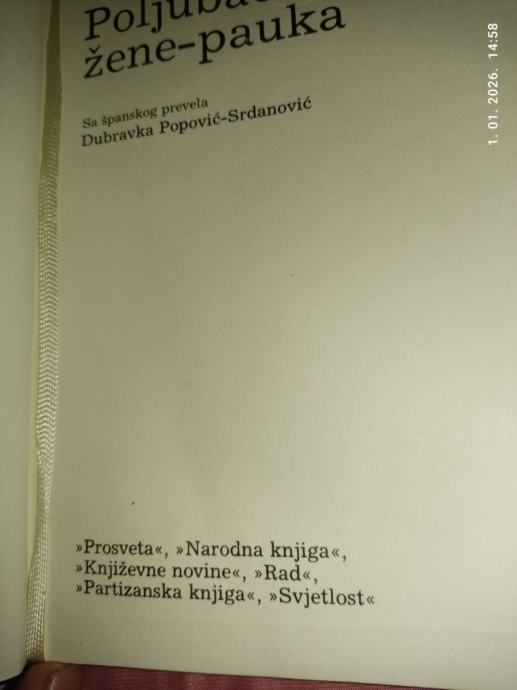 Poljubac
žene-pauka
Sa španskog prevela
Dubravka Popović-Srdanović
»Prosveta«, »Narodna knjiga«,
»Književne novine«, »Rad«,
»Partizanska knjiga«, »Svjetlost«
1. 01. 2026. 14:58